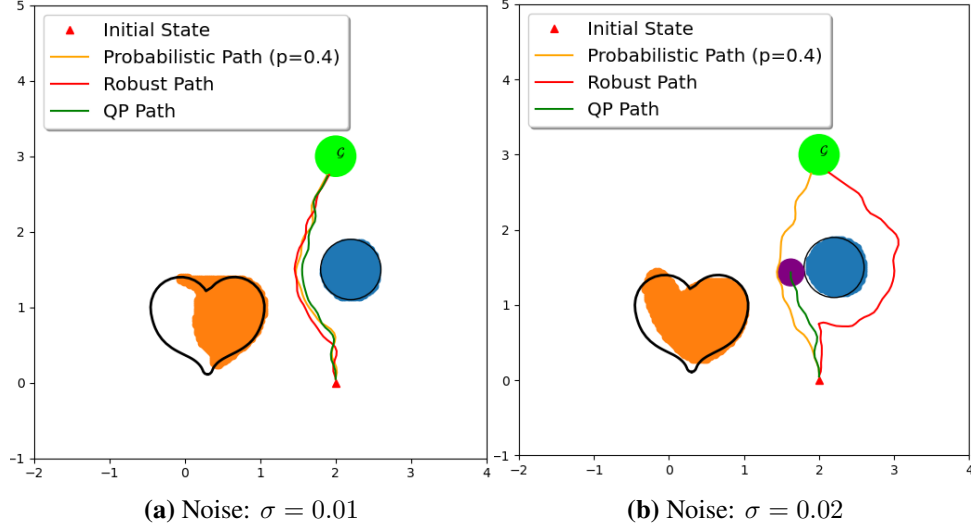 5
4
3
2
1
0
−1
−2
−1
0
1
2
3
4
Initial State
Probabilistic Path (p=0.4)
Robust Path
QP Path
𝒢
(a) Noise: σ = 0.01
5
4
3
2
1
0
−1
−2
−1
0
1
2
3
4
Initial State
Probabilistic Path (p=0.4)
Robust Path
QP Path
𝒢
(b) Noise: σ = 0.02